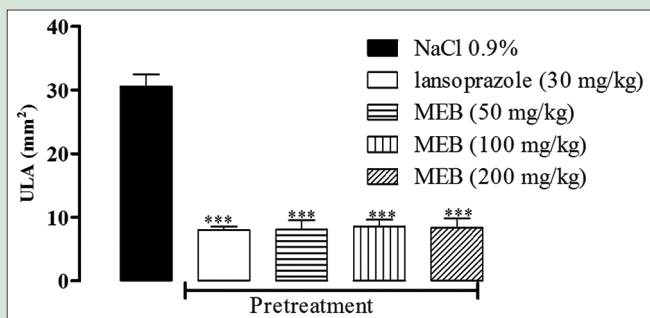 40
30
20
10
0
ULA (mm²)
NaCl 0.9%
lansoprazole (30 mg/kg)
MEB (50 mg/kg)
MEB (100 mg/kg)
MEB (200 mg/kg)
*** *** *** ***
Pretreatment